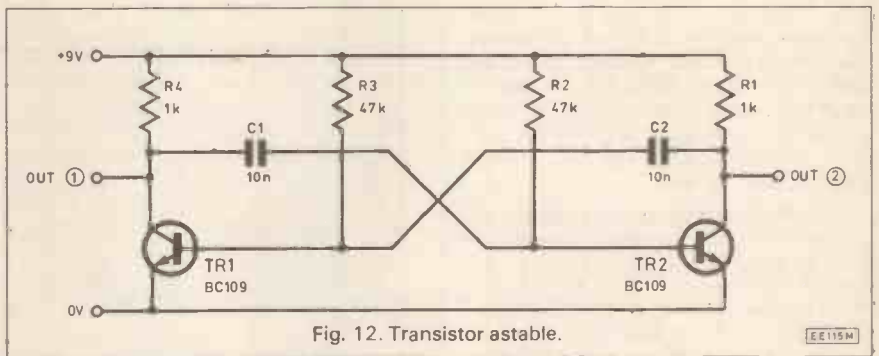 +9V
R4
1k
R3
47k
R2
47k
R1
1k
C1
10n
C2
10n
OUT ①
OUT ②
TR1
BC109
TR2
BC109
0V
Fig. 12. Transistor astable.
EE115M